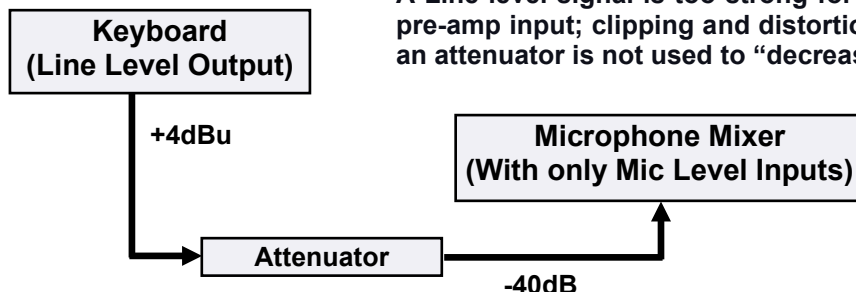 A Line level signal is too strong for
pre-amp input; clipping and distortio
an attenuator is not used to “decreas
Keyboard
(Line Level Output)
+4dBu
Microphone Mixer
(With only Mic Level Inputs)
Attenuator
-40dB